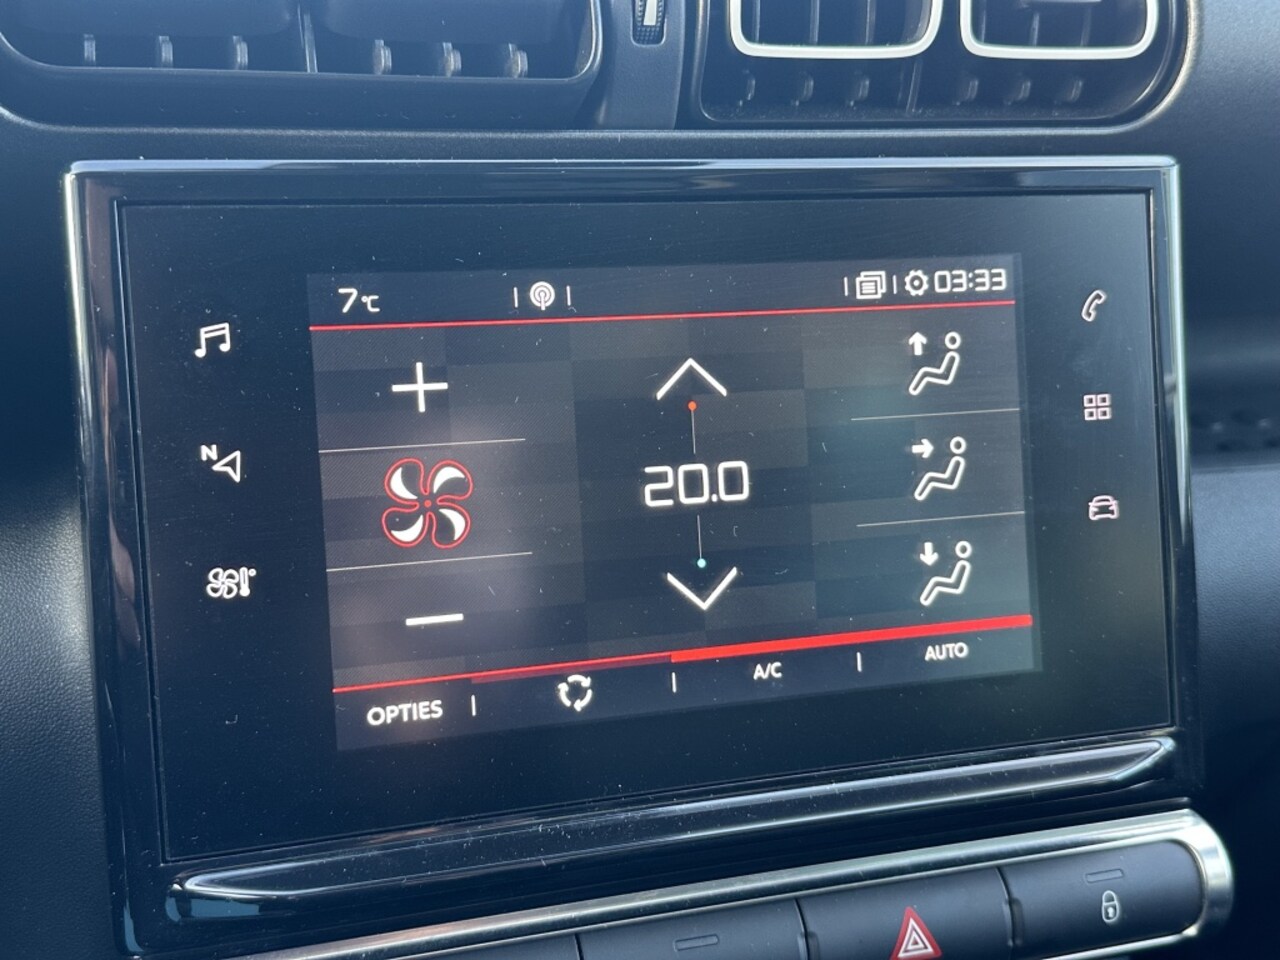 7°C
03:33
N
20.0
OPTIES
A/C
AUTO